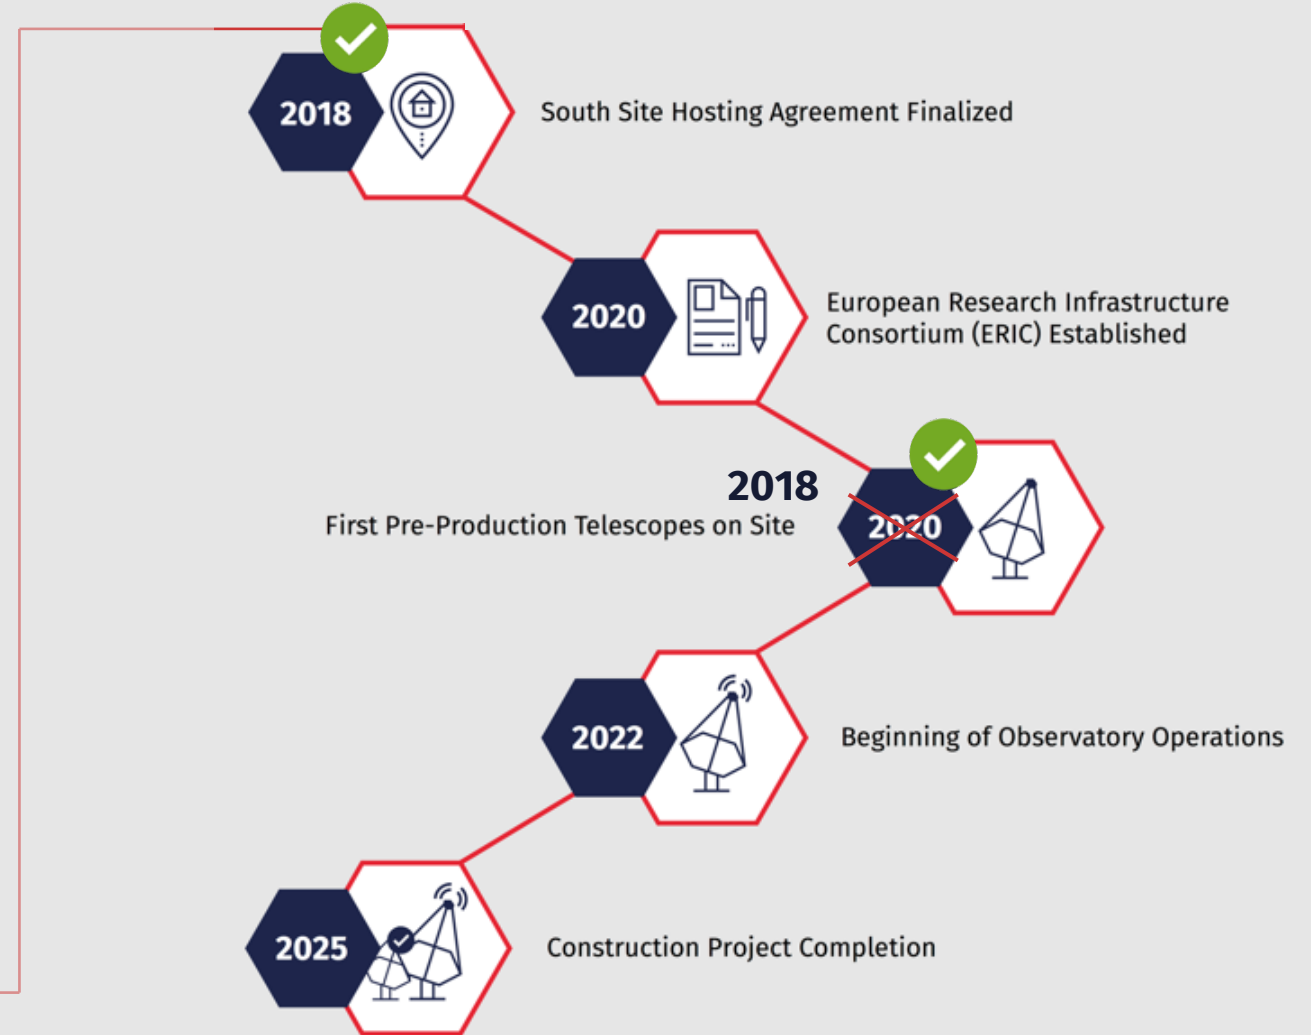 2018
South Site Hosting Agreement Finalized
2020
European Research Infrastructure
Consortium (ERIC) Established
2018
First Pre-Production Telescopes on Site
2020
2022
Beginning of Observatory Operations
2025
Construction Project Completion